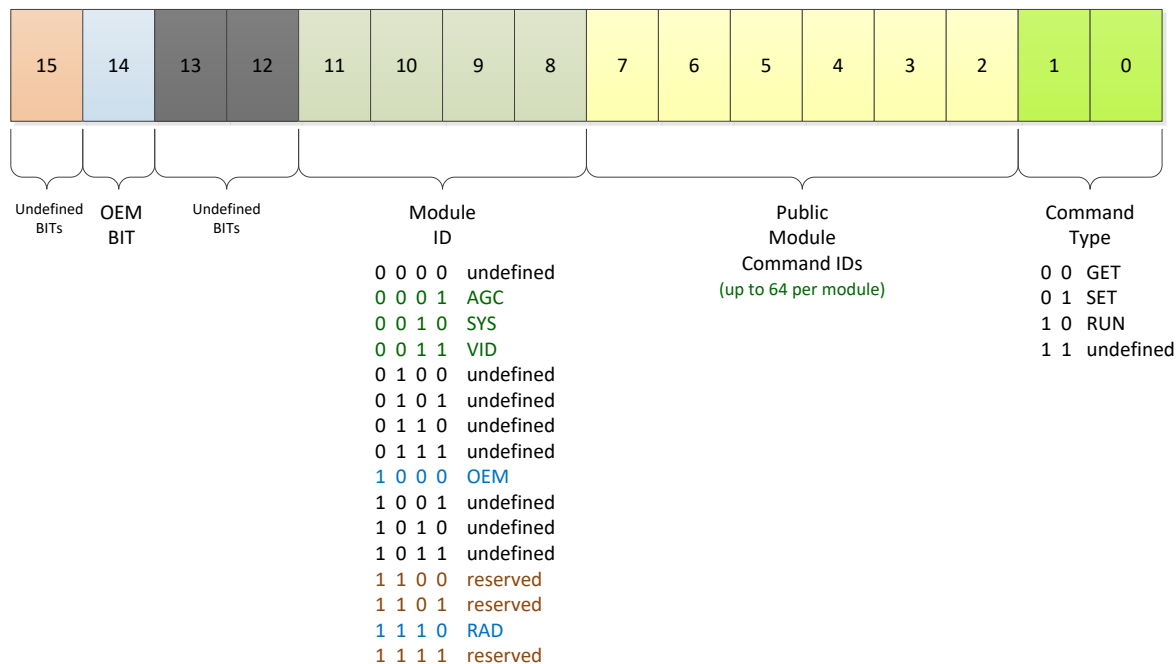 15 14 13 12 11 10 9 8 7 6 5 4 3 2 1 0
Undefined
BITs
OEM
BIT
Undefined
BITs
Module
ID
0 0 0 0 undefined
0 0 0 1 AGC
0 0 1 0 SYS
0 0 1 1 VID
0 1 0 0 undefined
0 1 0 1 undefined
0 1 1 0 undefined
0 1 1 1 undefined
1 0 0 0 OEM
1 0 0 1 undefined
1 0 1 0 undefined
1 0 1 1 undefined
1 1 0 0 reserved
1 1 0 1 reserved
1 1 1 0 RAD
1 1 1 1 reserved
Public
Module
Command IDs
(up to 64 per module)
Command
Type
0 0 GET
0 1 SET
1 0 RUN
1 1 undefined